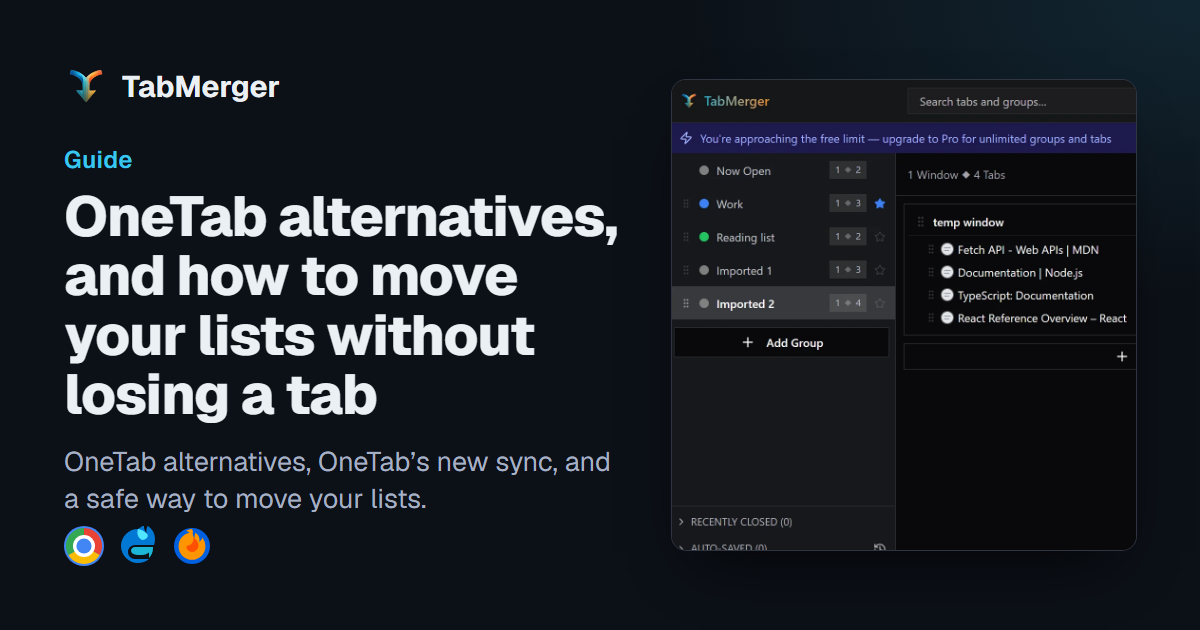 TabMerger
Guide
OneTab alternatives,
and how to move
your lists without
losing a tab
OneTab alternatives, OneTab’s new sync, and
a safe way to move your lists.
TabMerger
Search tabs and groups...
You're approaching the free limit — upgrade to Pro for unlimited groups and tabs
Now Open 1 ◆ 2
Work 1 ◆ 3
Reading list 1 ◆ 2
Imported 1 1 ◆ 3
Imported 2 1 ◆ 4
+ Add Group
RECENTLY CLOSED (0)
AUTO-SAVED (0)
1 Window ◆ 4 Tabs
temp window
Fetch API - Web APIs | MDN
Documentation | Node.js
TypeScript: Documentation
React Reference Overview – React
+